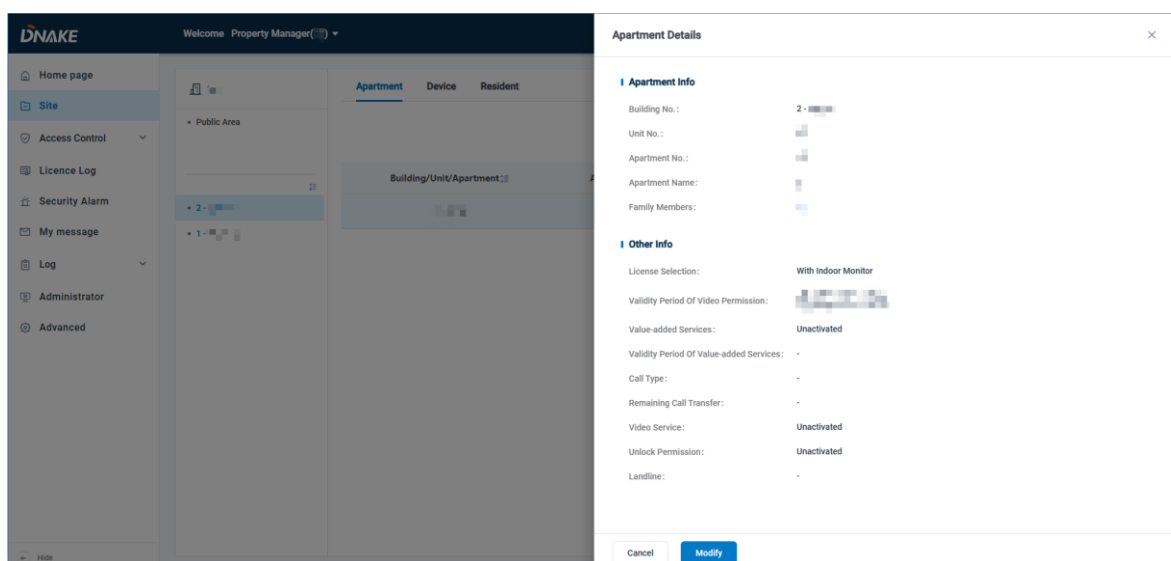 DNAKE
Welcome Property Manager( )
Home page
Site
Access Control
Licence Log
Security Alarm
My message
Log
Administrator
Advanced
Hide
Public Area
2 -
1 -
Apartment Device Resident
Building/Unit/Apartment
Apartment Details
Apartment Info
Building No.: 2 -
Unit No.:
Apartment No.:
Apartment Name:
Family Members:
Other Info
License Selection: With Indoor Monitor
Validity Period Of Video Permission:
Value-added Services: Unactivated
Validity Period Of Value-added Services: -
Call Type: -
Remaining Call Transfer: -
Video Service: Unactivated
Unlock Permission: Unactivated
Landline: -
Cancel Modify